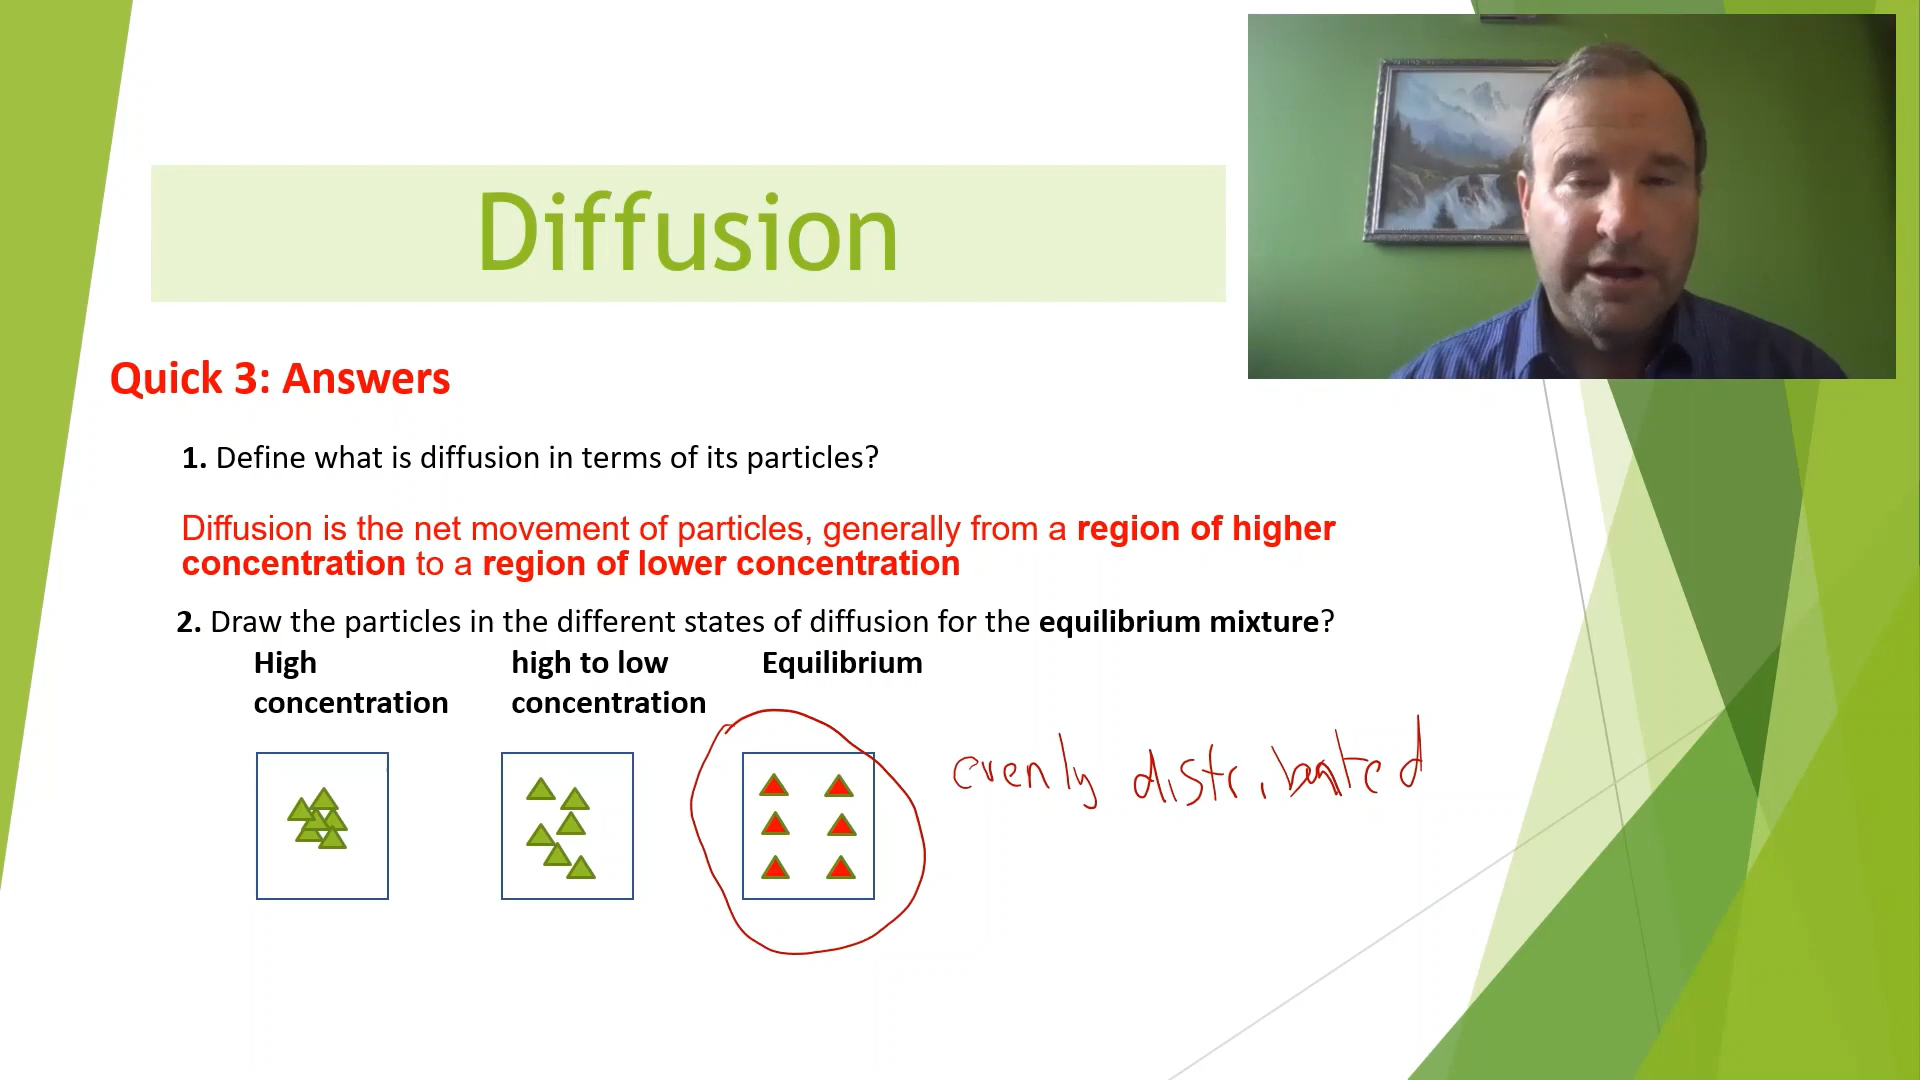 Diffusion
Quick 3: Answers
1. Define what is diffusion in terms of its particles?
Diffusion is the net movement of particles, generally from a region of higher
concentration to a region of lower concentration
2. Draw the particles in the different states of diffusion for the equilibrium mixture?
High
concentration
high to low
concentration
Equilibrium
evenly distributed